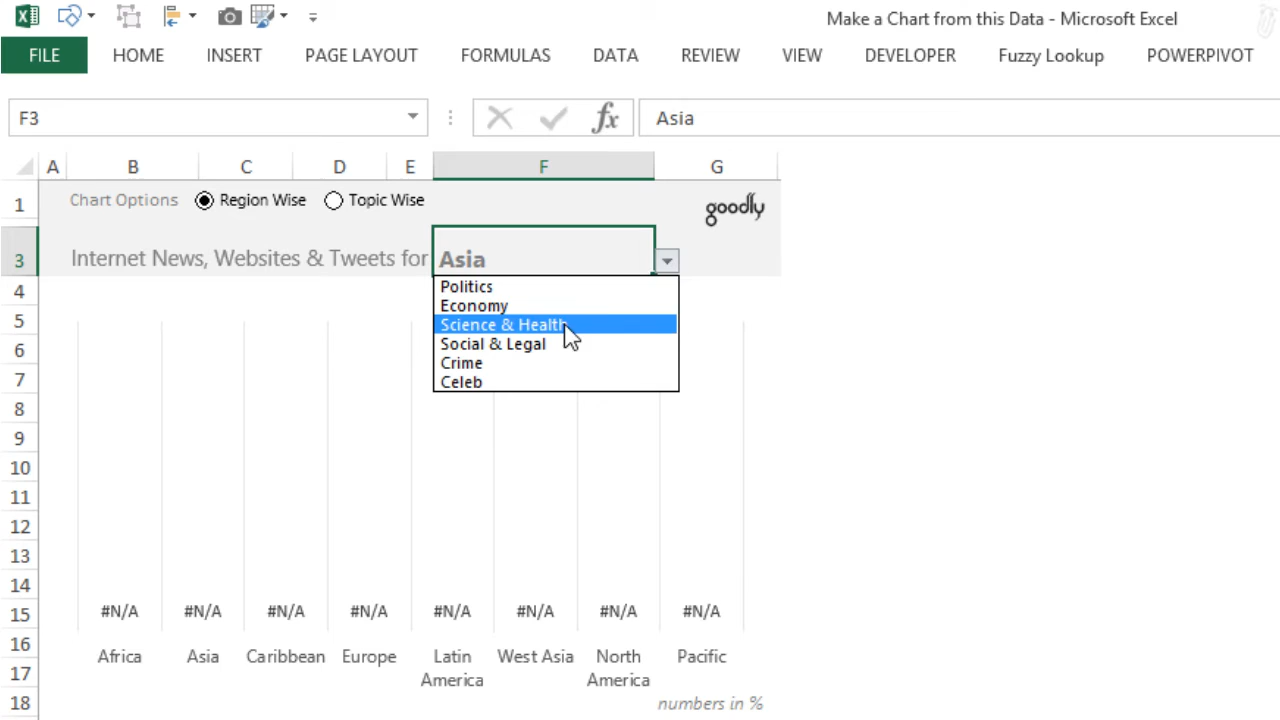 Make a Chart from this Data - Microsoft Excel
FILE HOME INSERT PAGE LAYOUT FORMULAS DATA REVIEW VIEW DEVELOPER Fuzzy Lookup POWERPIVOT
F3 fx Asia
A B C D E F G
1 Chart Options Region Wise Topic Wise goodly
3 Internet News, Websites & Tweets for Asia
Politics
4
Economy
5 Science & Health
Social & Legal
6
Crime
7
Celeb
8
9
10
11
12
13
14
15 #N/A #N/A #N/A #N/A #N/A #N/A #N/A #N/A
16 Africa Asia Caribbean Europe Latin West Asia North Pacific
17 America America
18 numbers in %